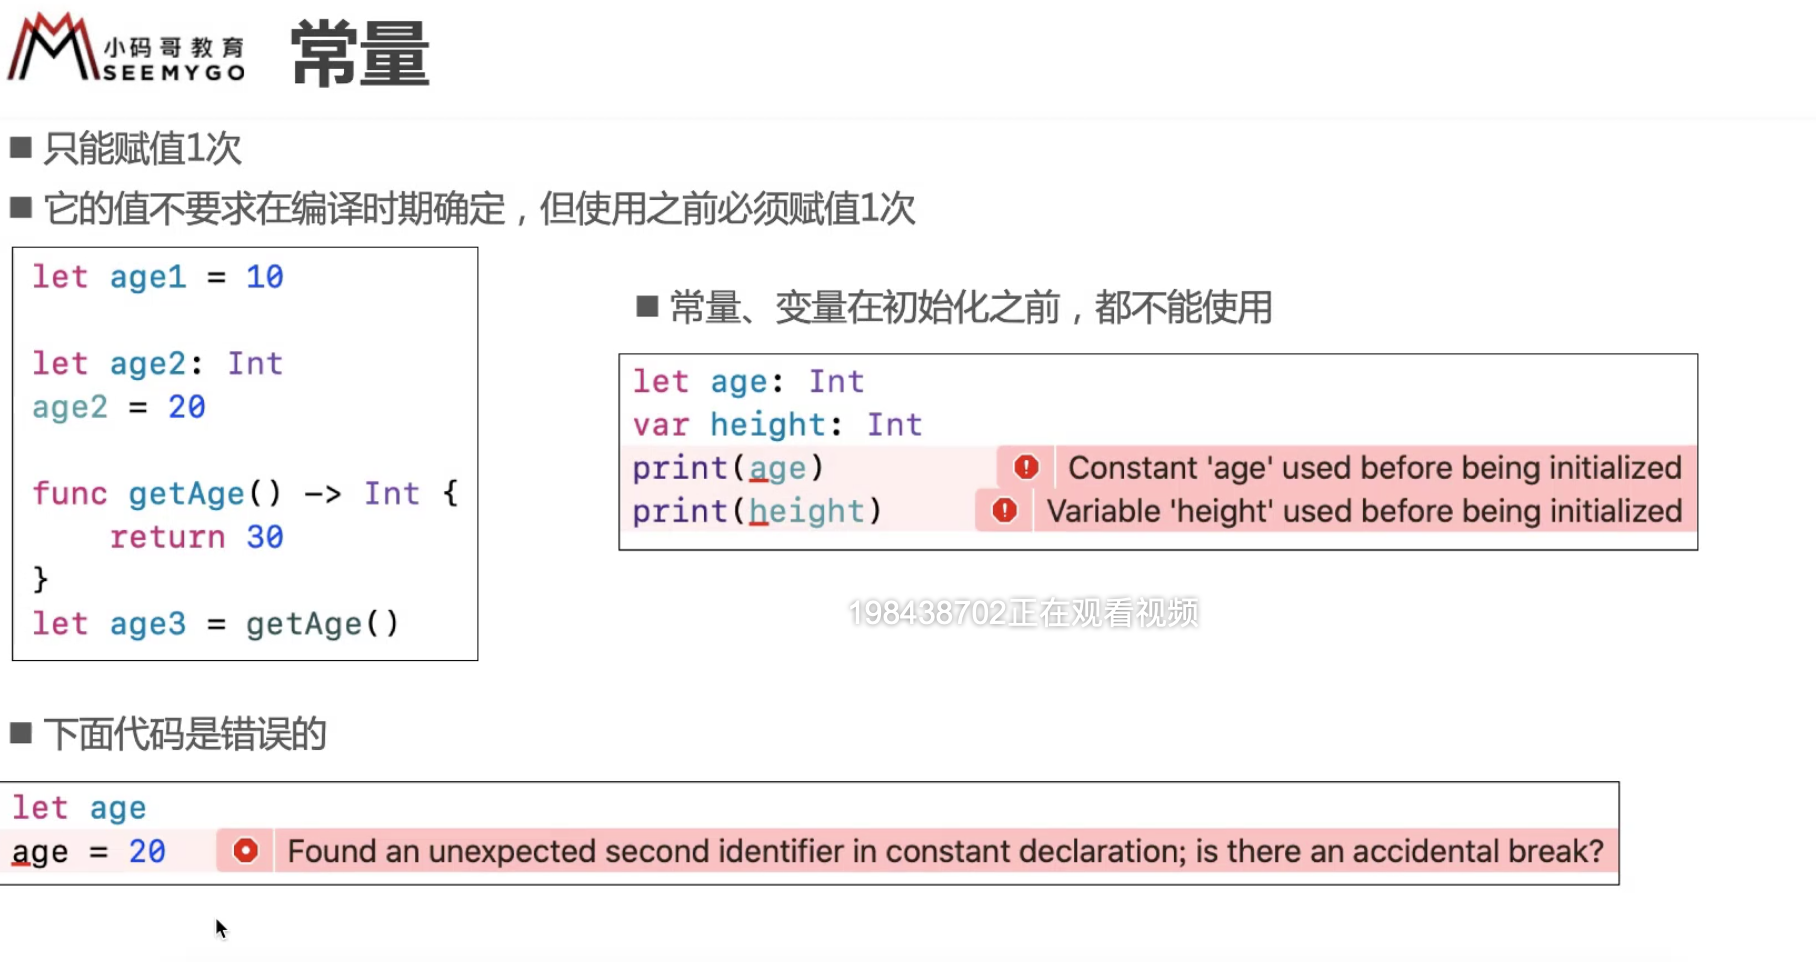 小码哥教育
SEEMYGO
常量
■ 只能赋值1次
■ 它的值不要求在编译时期确定，但使用之前必须赋值1次
let age1 = 10
let age2: Int
age2 = 20
func getAge() -> Int {
    return 30
}
let age3 = getAge()
■ 常量、变量在初始化之前，都不能使用
let age: Int
var height: Int
print(age) Constant 'age' used before being initialized
print(height) Variable 'height' used before being initialized
198438702正在观看视频
■ 下面代码是错误的
let age
age = 20 Found an unexpected second identifier in constant declaration; is there an accidental break?